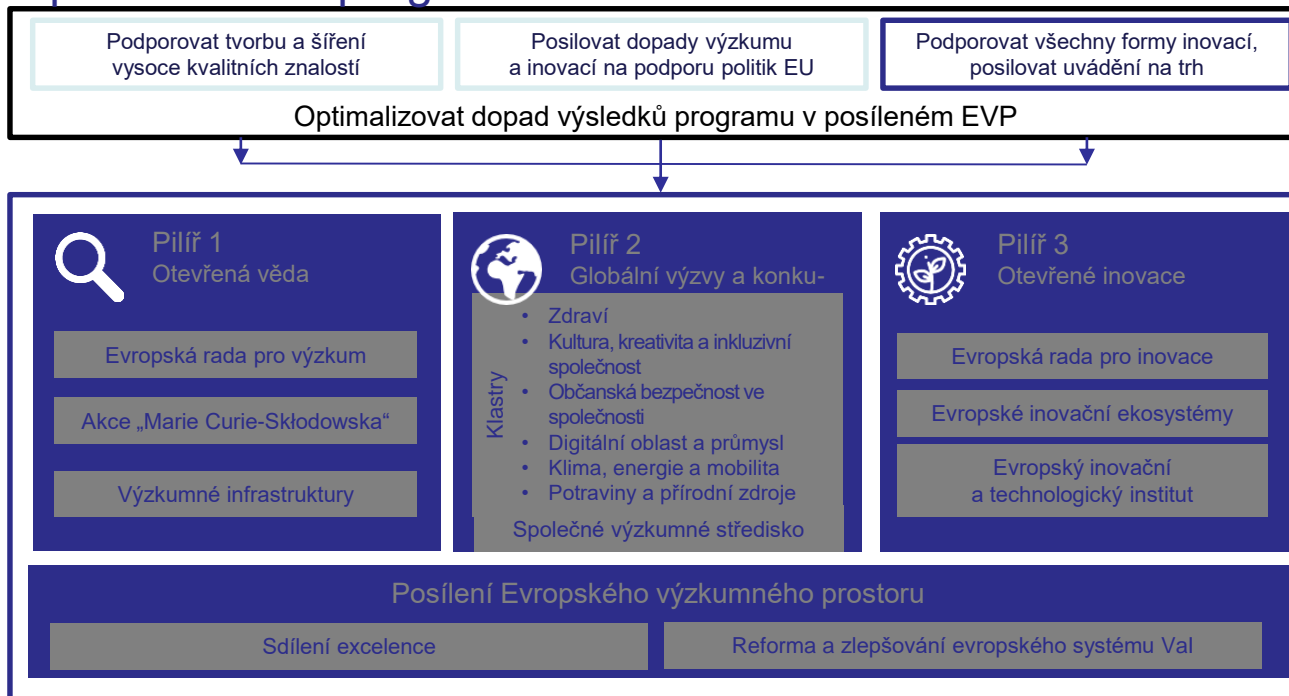 Podporovat tvorbu a šíření
vysoce kvalitních znalostí
Posilovat dopady výzkumu
a inovací na podporu politik EU
Podporovat všechny formy inovací,
posilovat uvádění na trh
Optimalizovat dopad výsledků programu v posíleném EVP
Pilíř 1
Otevřená věda
Evropská rada pro výzkum
Akce „Marie Curie-Skłodowska“
Výzkumné infrastruktury
Pilíř 2
Globální výzvy a konku-
Klastry
• Zdraví
• Kultura, kreativita a inkluzivní
společnost
• Občanská bezpečnost ve
společnosti
• Digitální oblast a průmysl
• Klima, energie a mobilita
• Potraviny a přírodní zdroje
Společné výzkumné středisko
Pilíř 3
Otevřené inovace
Evropská rada pro inovace
Evropské inovační ekosystémy
Evropský inovační
a technologický institut
Posílení Evropského výzkumného prostoru
Sdílení excelence
Reforma a zlepšování evropského systému VaI